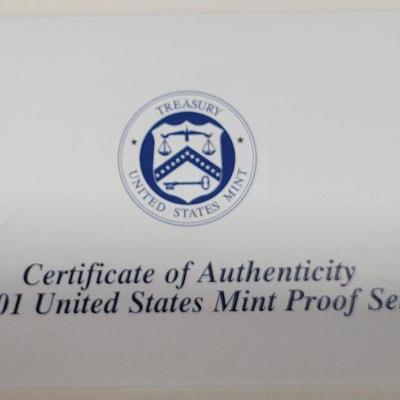 TREASURY
UNITED STATES MINT
Certificate of Authenticity
01 United States Mint Proof Se